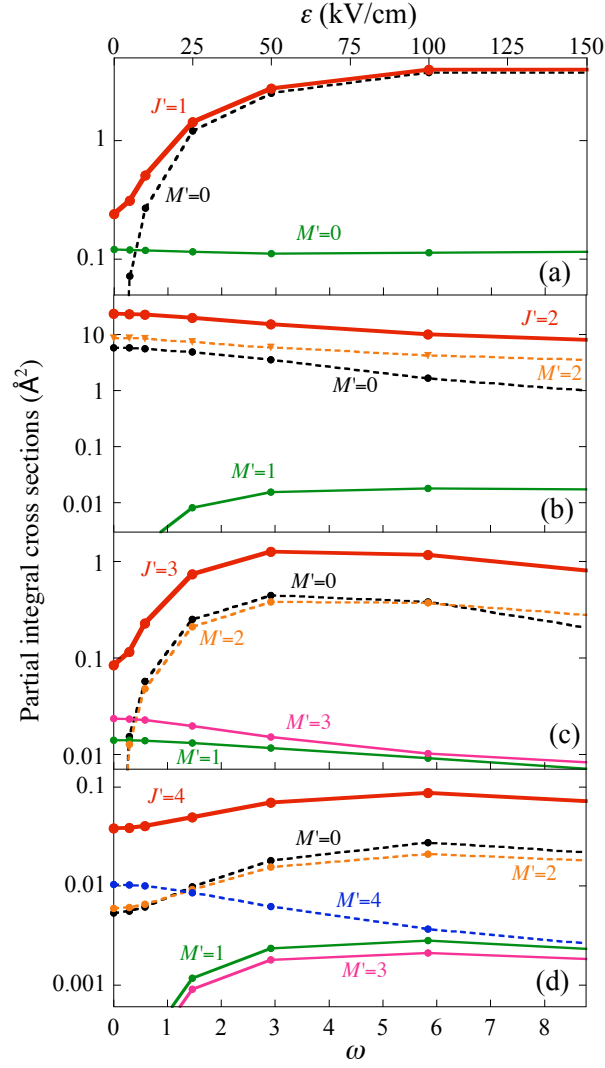 ε (kV/cm)
0 25 50 75 100 125 150
J'=1
1
M'=0
M'=0
0.1
(a)
10
J'=2
M'=2
M'=0
1
M'=1
0.01
(b)
Partial integral cross sections (Å²)
1
J'=3
M'=0
M'=2
0.1
M'=3
M'=1
0.01
(c)
0.1
J'=4
M'=0
M'=2
0.01
M'=4
M'=1
M'=3
0.001
(d)
0 1 2 3 4 5 6 7 8
ω